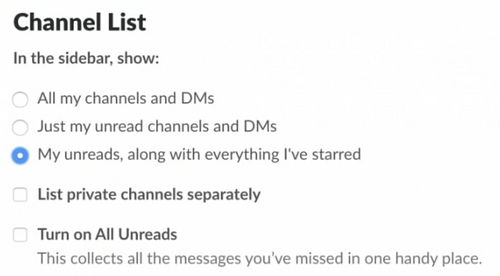 Channel List
In the sidebar, show:
All my channels and DMs
Just my unread channels and DMs
My unreads, along with everything I've starred
List private channels separately
Turn on All Unreads
This collects all the messages you’ve missed in one handy place.